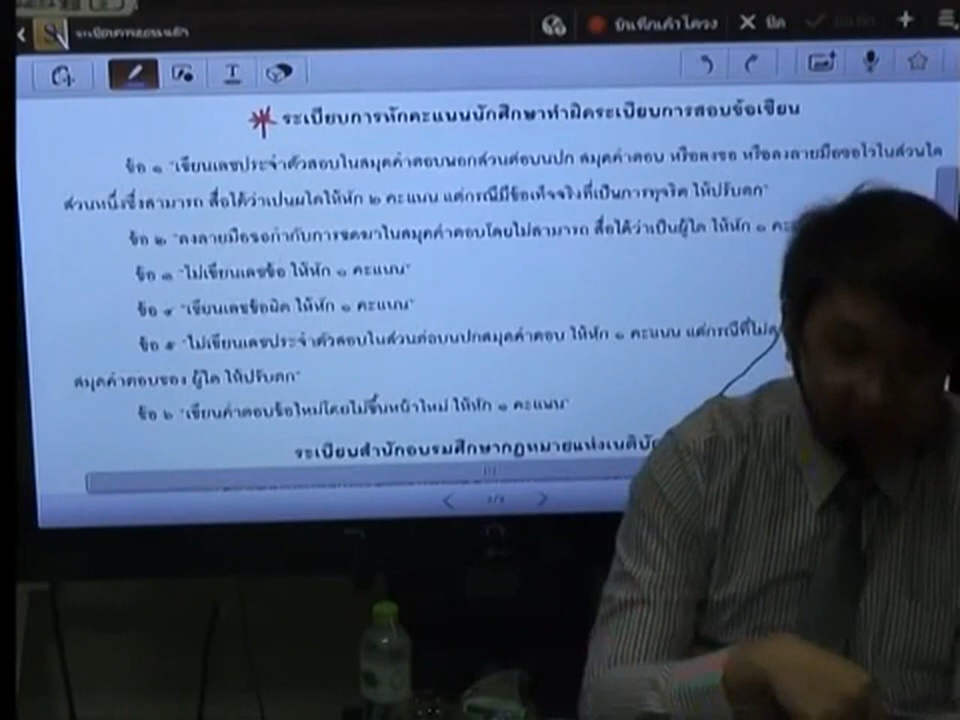 บันทึกเค้าโครง ปิด
ระเบียบการหักคะแนนนักศึกษาทำผิดระเบียบการสอบข้อเขียน
ข้อ ๑ "เขียนเลขประจำตัวสอบในสมุดคำตอบนอกส่วนต่อบนปก สมุดคำตอบ หรือลงชื่อ หรือลงลายมือชื่อไว้ในส่วนใด
ส่วนหนึ่งซึ่งสามารถ สื่อได้ว่าเป็นผู้ใดให้หัก ๒ คะแนน แต่กรณีมีข้อเท็จจริงที่เป็นการทุจริต ให้ปรับตก"
ข้อ ๒ "ลงลายมือชื่อกำกับการขีดฆ่าในสมุดคำตอบโดยไม่สามารถ สื่อได้ว่าเป็นผู้ใด ให้หัก ๑
ข้อ ๓ "ไม่เขียนเลขข้อ ให้หัก ๑ คะแนน"
ข้อ ๔ "เขียนเลขข้อผิด ให้หัก ๑ คะแนน"
ข้อ ๕ "ไม่เขียนเลขประจำตัวสอบในส่วนต่อบนปกสมุดคำตอบ ให้หัก ๑ คะแนน แต่กรณีที่ไม่
สมุดคำตอบของ ผู้ใด ให้ปรับตก"
ข้อ ๖ "เขียนคำตอบข้อใหม่โดยไม่ขึ้นหน้าใหม่ ให้หัก ๑ คะแนน"
ระเบียบสำนักอบรมศึกษากฎหมายแห่งเนติบัณ